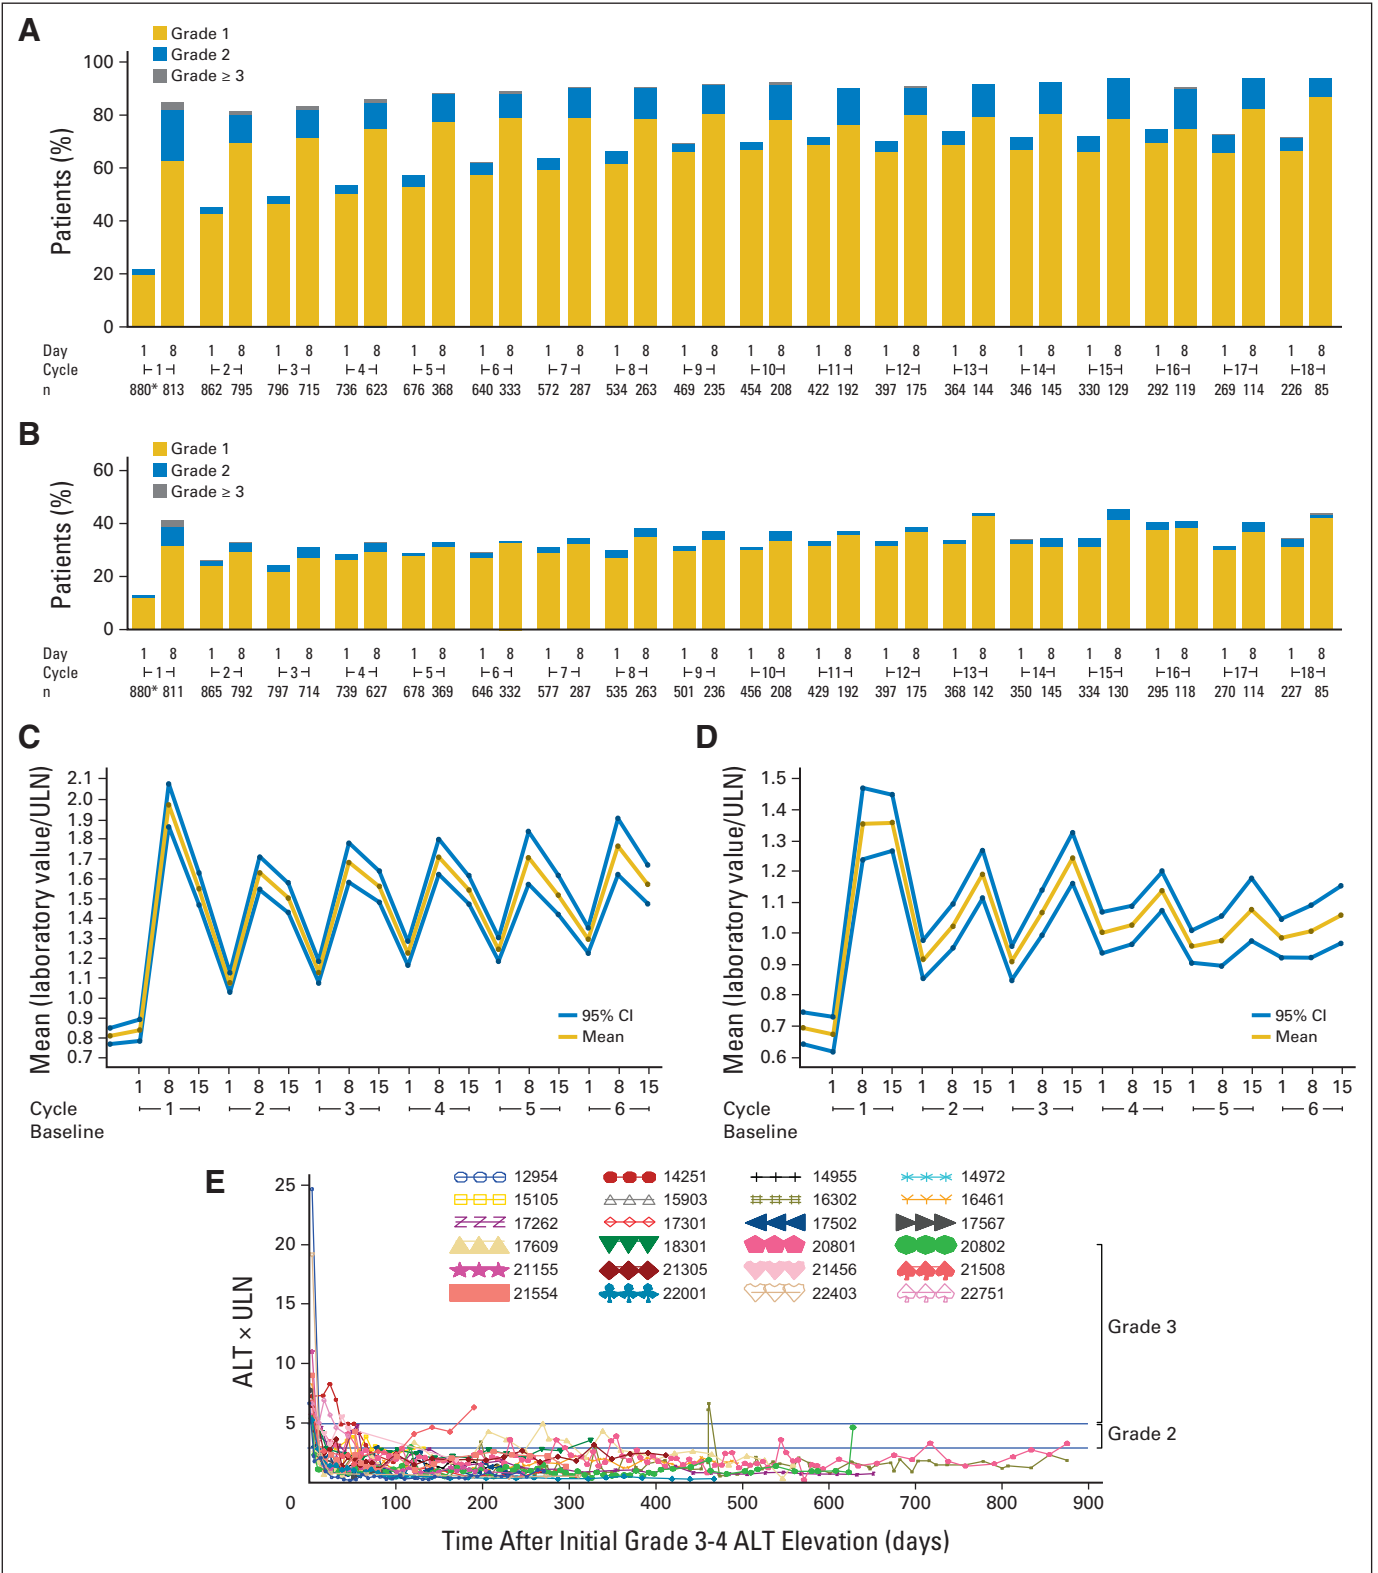 A
Grade 1
Grade 2
Grade ≥ 3
Patients (%)
100
80
60
40
20
0
Day 1 8 1 8 1 8 1 8 1 8 1 8 1 8 1 8 1 8 1 8 1 8 1 8 1 8 1 8 1 8 1 8 1 8 1 8
Cycle 1 2 3 4 5 6 7 8 9 10 11 12 13 14 15 16 17 18
n 880* 813 862 795 796 715 736 623 676 368 640 333 572 287 534 263 469 235 454 208 422 192 397 175 364 144 346 145 330 129 292 119 269 114 226 85
B
Grade 1
Grade 2
Grade ≥ 3
Patients (%)
60
40
20
0
Day 1 8 1 8 1 8 1 8 1 8 1 8 1 8 1 8 1 8 1 8 1 8 1 8 1 8 1 8 1 8 1 8 1 8 1 8
Cycle 1 2 3 4 5 6 7 8 9 10 11 12 13 14 15 16 17 18
n 880* 811 865 792 797 714 739 627 678 369 646 332 577 287 535 263 501 236 456 208 429 192 397 175 368 142 350 145 334 130 295 118 270 114 227 85
C
Mean (laboratory value/ULN)
2.1
2.0
1.9
1.8
1.7
1.6
1.5
1.4
1.3
1.2
1.1
1.0
0.9
0.8
0.7
95% CI
Mean
1 8 15 1 8 15 1 8 15 1 8 15 1 8 15 1 8 15
Cycle 1 2 3 4 5 6
Baseline
D
Mean (laboratory value/ULN)
1.5
1.4
1.3
1.2
1.1
1.0
0.9
0.8
0.7
0.6
95% CI
Mean
1 8 15 1 8 15 1 8 15 1 8 15 1 8 15 1 8 15
Cycle 1 2 3 4 5 6
Baseline
E
12954 14251 14955 14972
15105 15903 16302 16461
17262 17301 17502 17567
17609 18301 20801 20802
21155 21305 21456 21508
21554 22001 22403 22751
ALT × ULN
25
20
15
10
5
Grade 3
Grade 2
0 100 200 300 400 500 600 700 800 900
Time After Initial Grade 3-4 ALT Elevation (days)